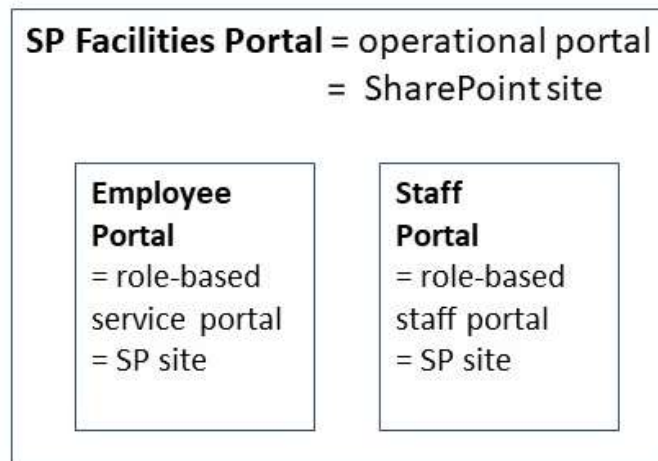 SP Facilities Portal = operational portal
= SharePoint site
Employee
Portal
= role-based
service portal
= SP site
Staff
Portal
= role-based
staff portal
= SP site